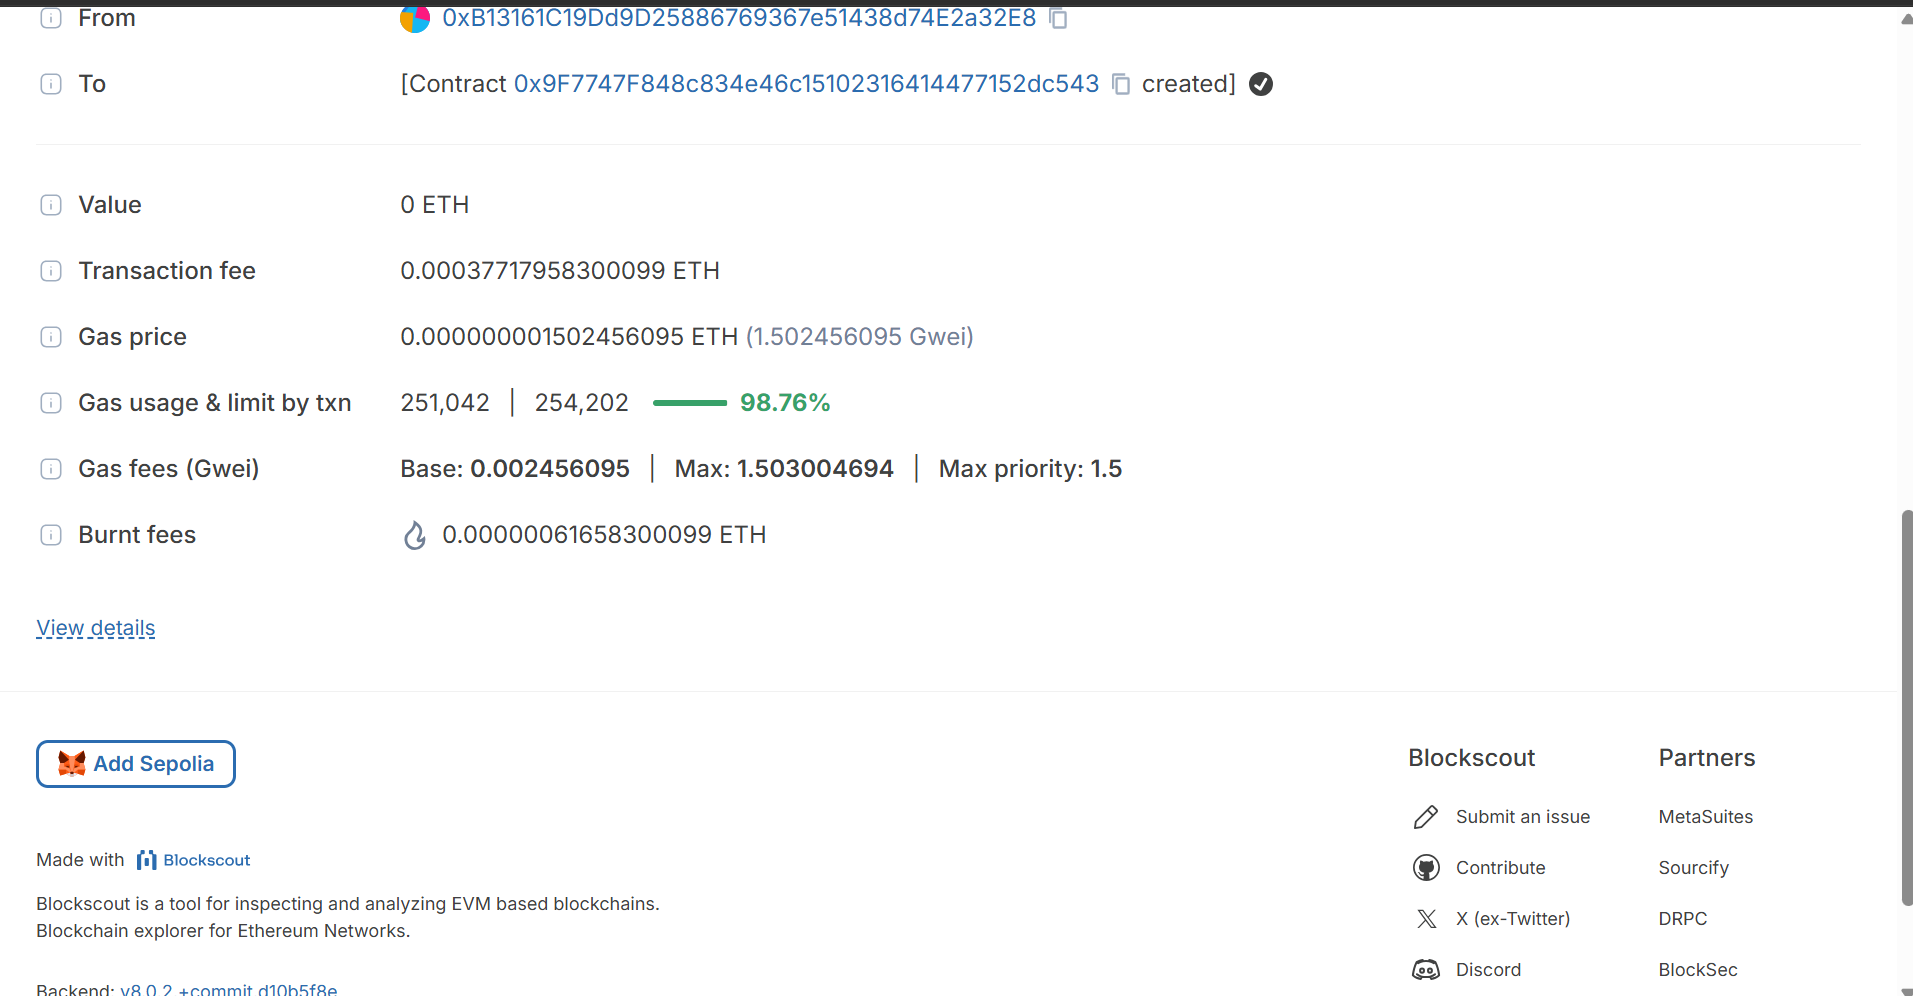 From 0xB13161C19Dd9D25886769367e51438d74E2a32E8
To [Contract 0x9F7747F848c834e46c15102316414477152dc543 created]
Value 0 ETH
Transaction fee 0.00037717958300099 ETH
Gas price 0.000000001502456095 ETH (1.502456095 Gwei)
Gas usage & limit by txn 251,042 | 254,202 98.76%
Gas fees (Gwei) Base: 0.002456095 | Max: 1.503004694 | Max priority: 1.5
Burnt fees 0.00000061658300099 ETH
View details
Add Sepolia
Made with Blockscout
Blockscout is a tool for inspecting and analyzing EVM based blockchains.
Blockchain explorer for Ethereum Networks.
Backend: v8.0.2.+commit.d10b5f8e
Blockscout
Submit an issue
Contribute
X (ex-Twitter)
Discord
Partners
MetaSuites
Sourcify
DRPC
BlockSec